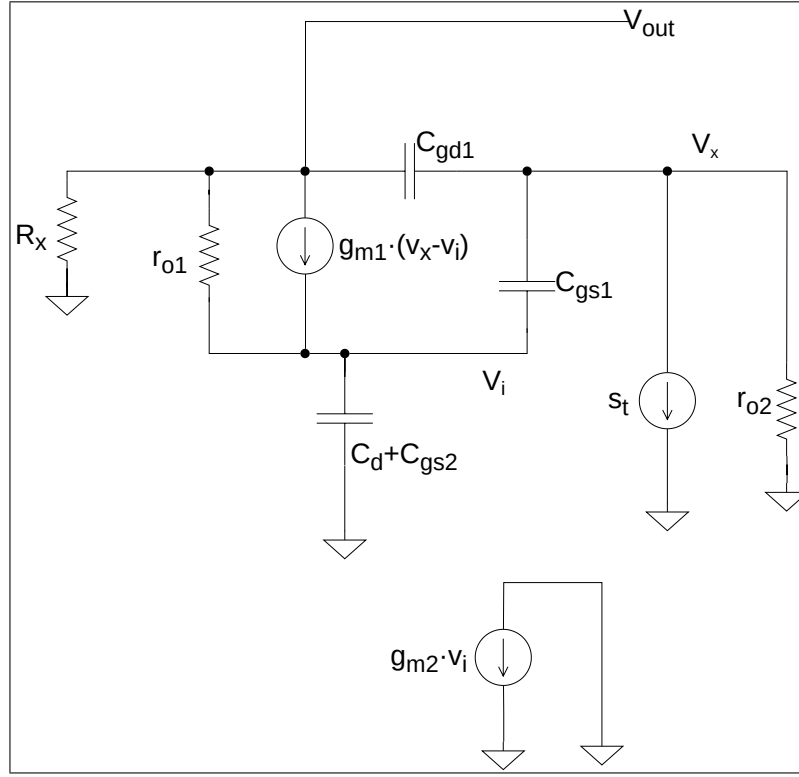 Vout
Cgd1
Vx
Rx
ro1
gm1·(vx-vi)
Cgs1
Vi
st
ro2
Cd+Cgs2
gm2·vi